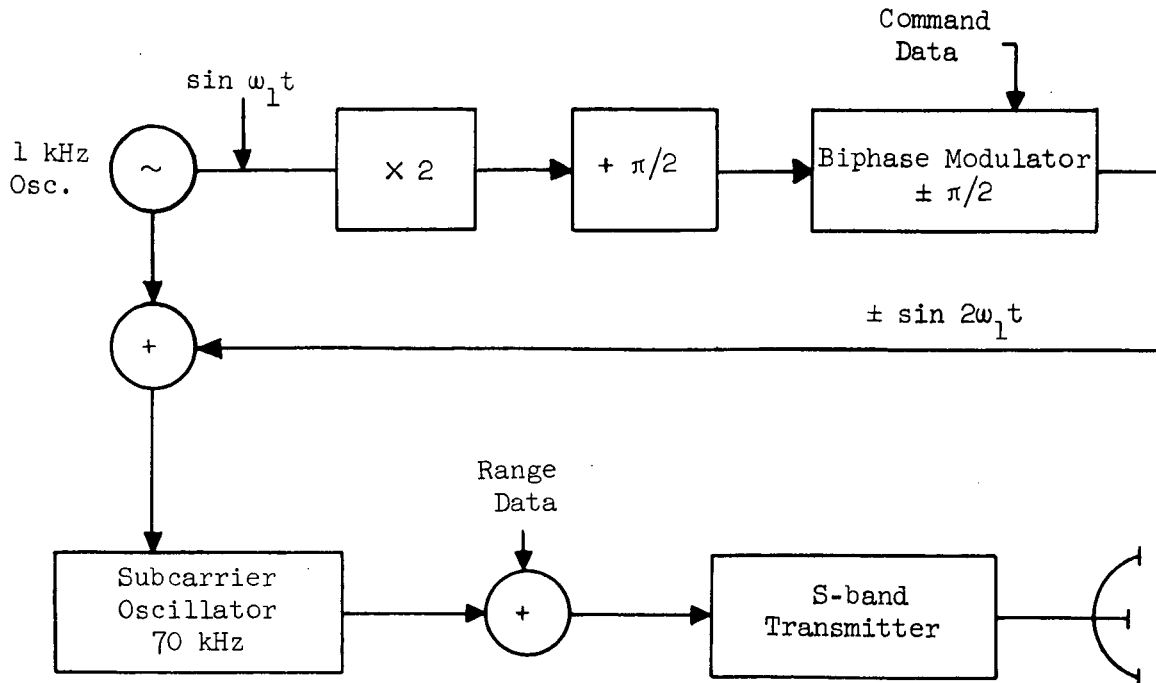 Command
Data
sin ω₁t
1 kHz
Osc.
~
× 2
+ π/2
Biphase Modulator
± π/2
+
± sin 2ω₁t
Range
Data
Subcarrier
Oscillator
70 kHz
+
S-band
Transmitter